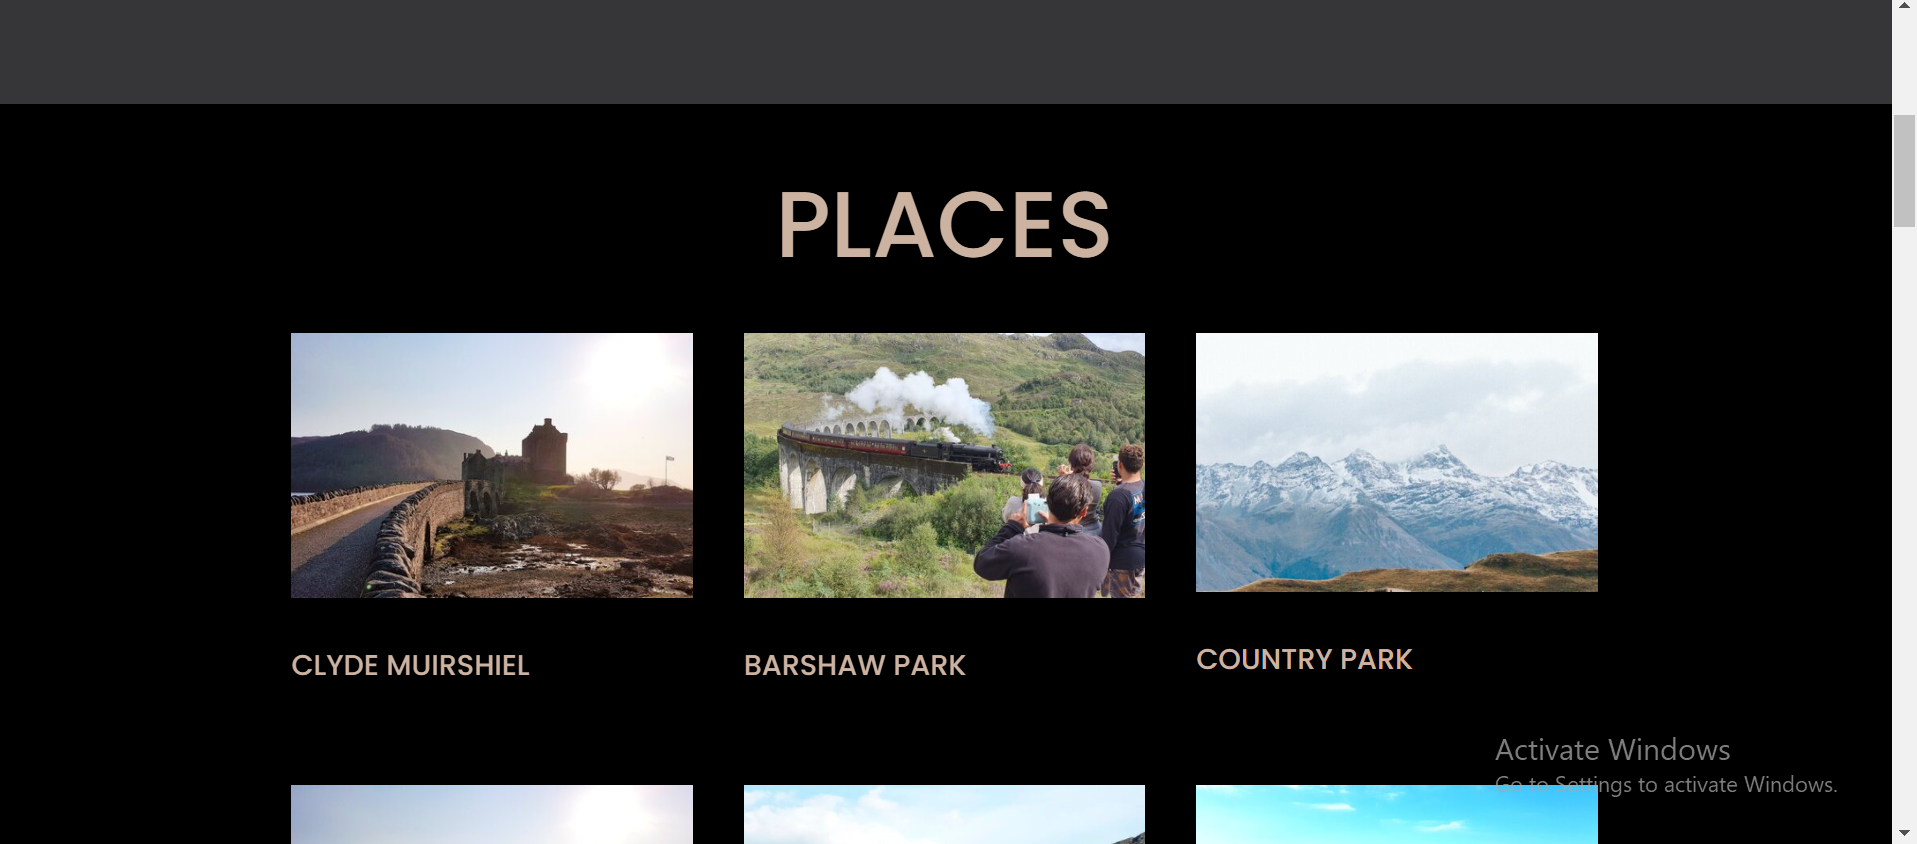 PLACES
CLYDE MUIRSHIEL
BARSHAW PARK
COUNTRY PARK
Activate Windows
Go to Settings to activate Windows.